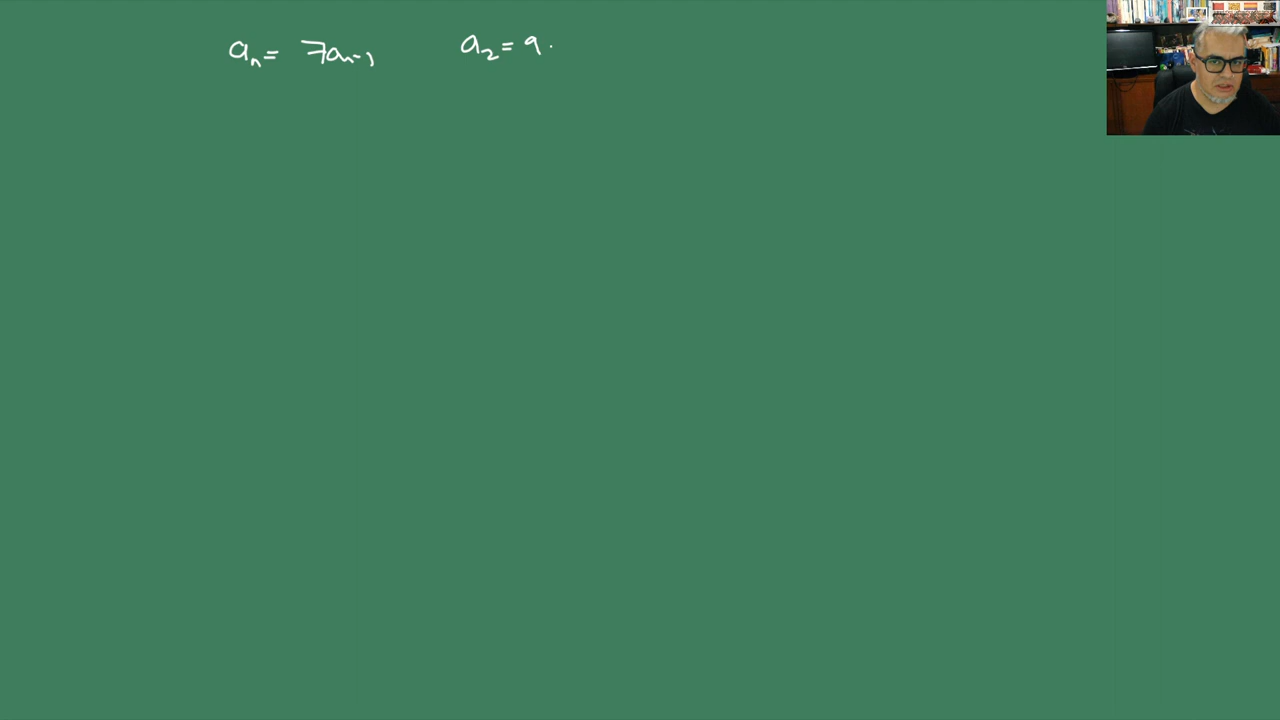 aₙ = 7aₙ₋₁ a₂ = 9.